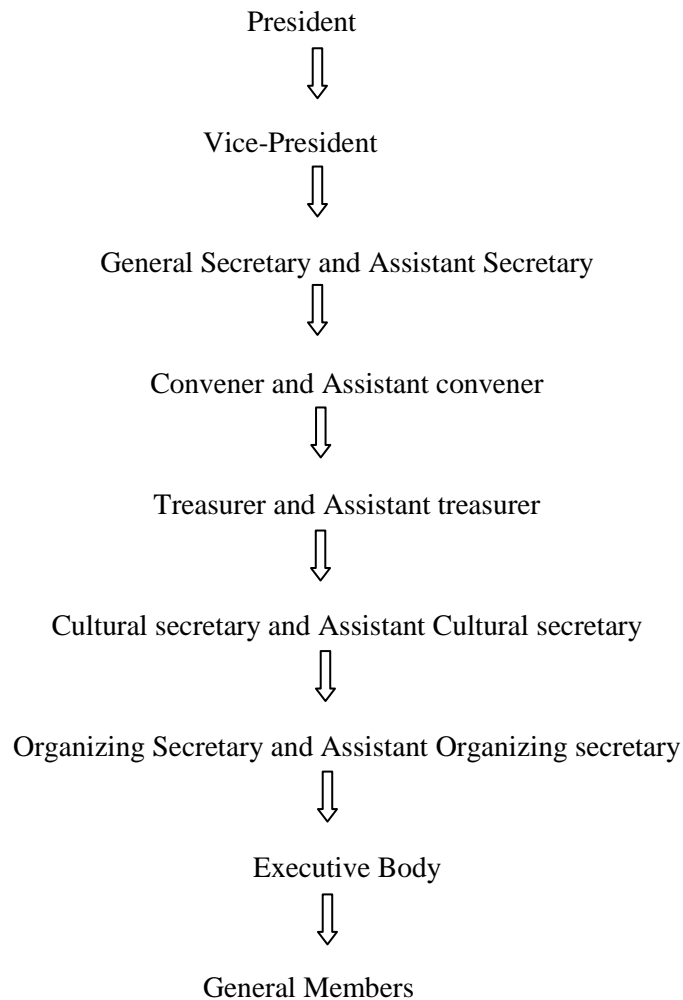 President
Vice-President
General Secretary and Assistant Secretary
Convener and Assistant convener
Treasurer and Assistant treasurer
Cultural secretary and Assistant Cultural secretary
Organizing Secretary and Assistant Organizing secretary
Executive Body
General Members